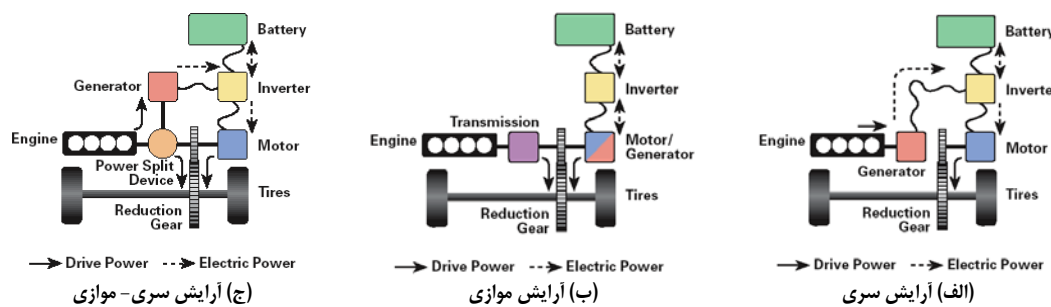 Battery
Generator
Inverter
Engine
Motor
Power Split
Device
Tires
Reduction
Gear
Drive Power
Electric Power
(ج) آرایش سری- موازی
Battery
Inverter
Transmission
Engine
Motor/
Generator
Tires
Reduction
Gear
Drive Power
Electric Power
(ب) آرایش موازی
Battery
Inverter
Engine
Motor
Generator
Tires
Reduction
Gear
Drive Power
Electric Power
(الف) آرایش سری